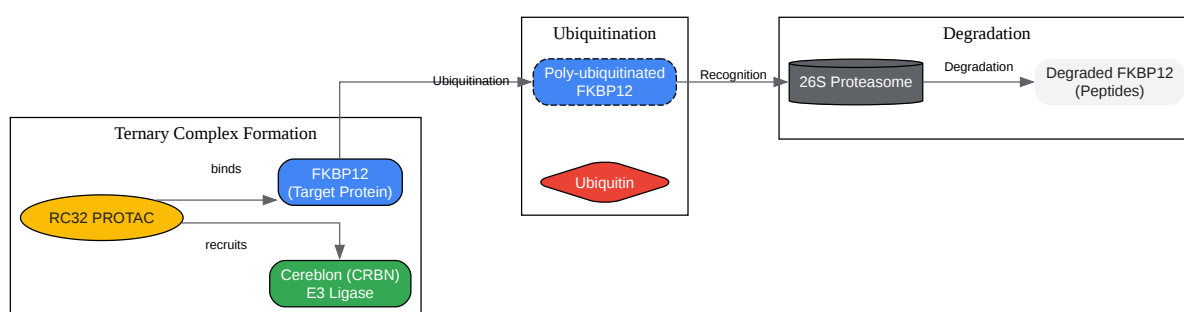 Ternary Complex Formation
RC32 PROTAC
binds
FKBP12
(Target Protein)
recruits
Cereblon (CRBN)
E3 Ligase
Ubiquitination
Ubiquitination
Poly-ubiquitinated
FKBP12
Ubiquitin
Recognition
Degradation
26S Proteasome
Degradation
Degraded FKBP12
(Peptides)